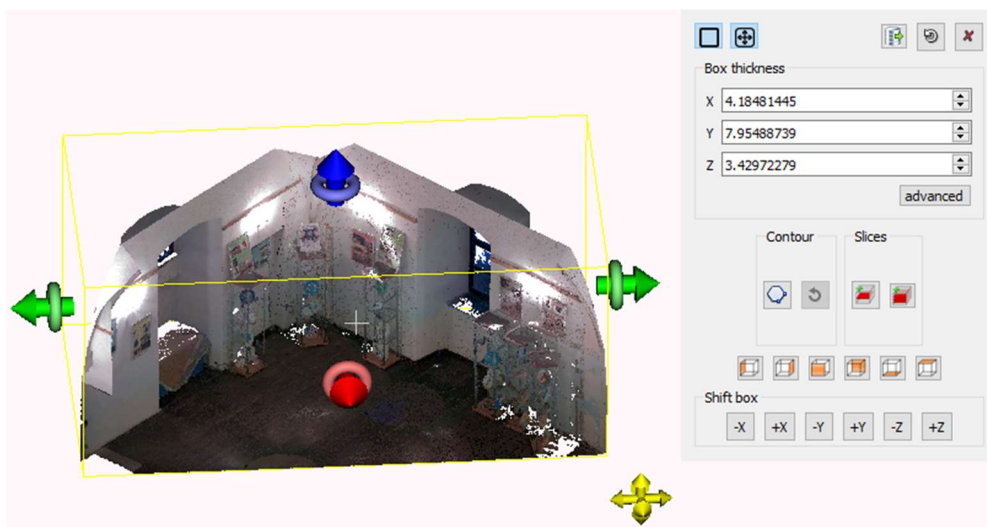 Box thickness
X 4.18481445
Y 7.95488739
Z 3.42972279
advanced
Contour Slices
Shift box
-X +X -Y +Y -Z +Z